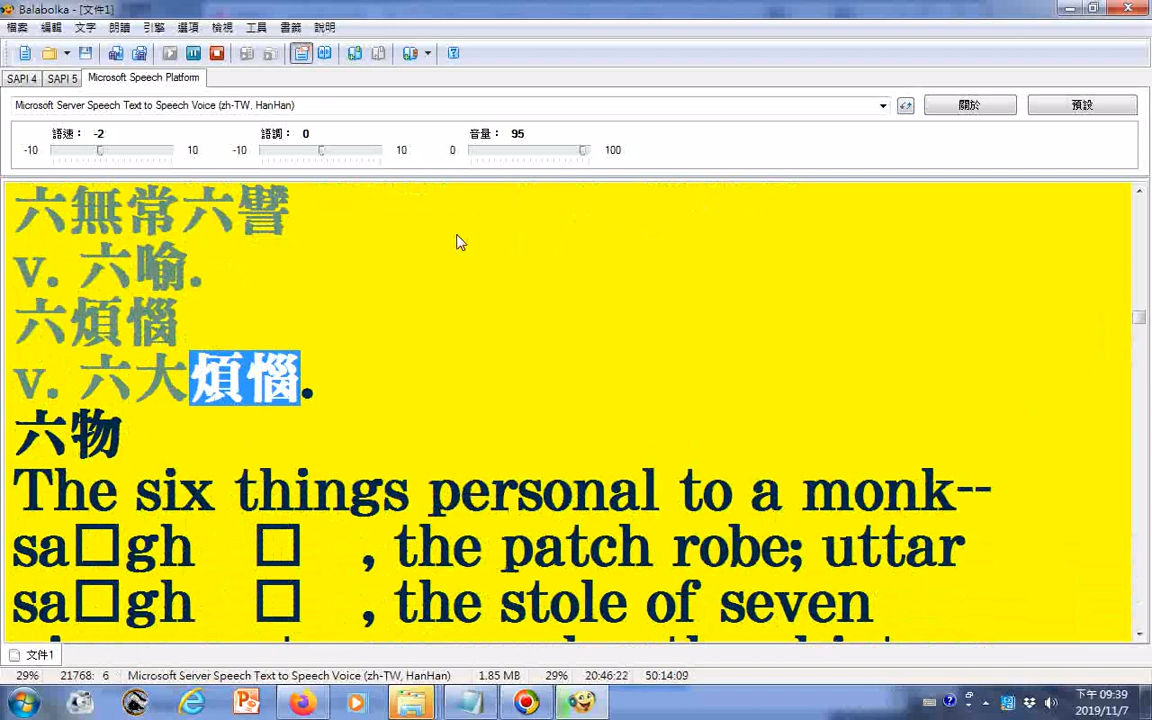 Balabolka - [文件1]
檔案 編輯 文字 朗讀 引擎 選項 檢視 工具 書籤 說明
SAPI 4 SAPI 5 Microsoft Speech Platform
Microsoft Server Speech Text to Speech Voice (zh-TW, HanHan) 關於 預設
語速： -2 語調： 0 音量： 95
-10 10 -10 10 0 100
六無常六譬
v. 六喻.
六煩惱
v. 六大煩惱.
六物
The six things personal to a monk--
sa□gh □ , the patch robe; uttar
sa□gh □ , the stole of seven
文件1
29% 21768: 6 Microsoft Server Speech Text to Speech Voice (zh-TW, HanHan) 1.85 MB 29% 20:46:22 50:14:09
下午 09:39
2019/11/7